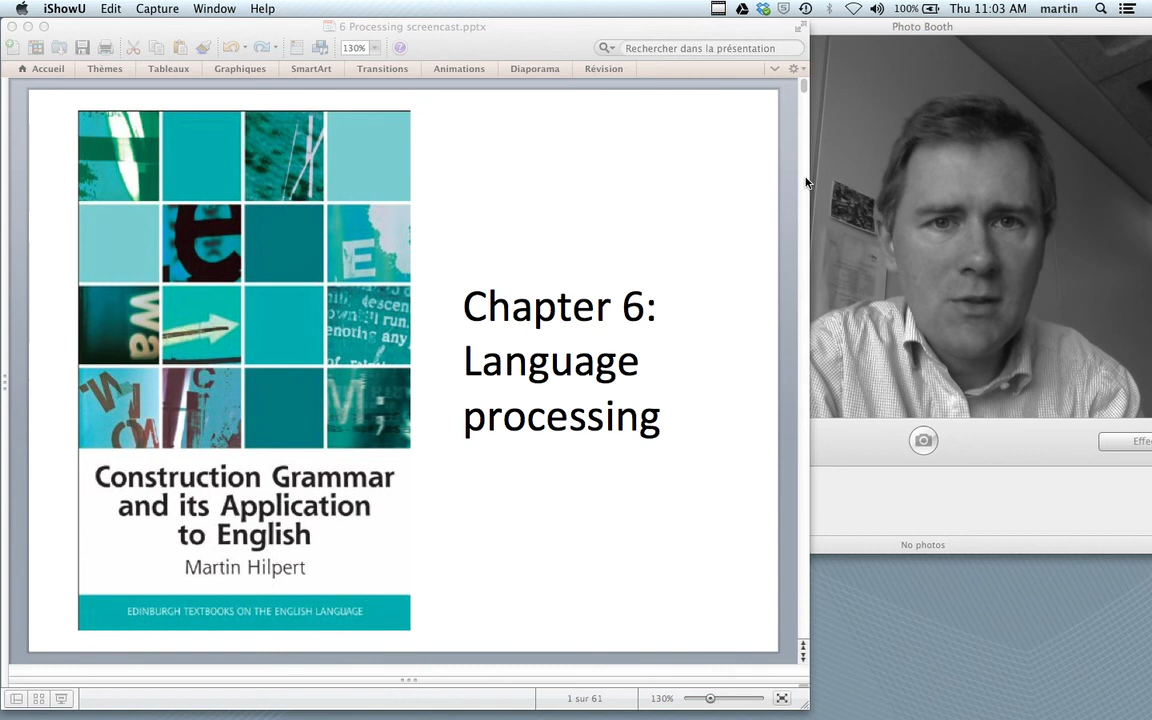 iShowU Edit Capture Window Help 100% Thu 11:03 AM martin
6 Processing screencast.pptx
Photo Booth
130% Rechercher dans la présentation
Accueil Thèmes Tableaux Graphiques SmartArt Transitions Animations Diaporama Révision
e
E
Chapter 6:
Language
processing
Construction Grammar
and its Application
to English
Martin Hilpert
EDINBURGH TEXTBOOKS ON THE ENGLISH LANGUAGE
Effe
No photos
1 sur 61 130%